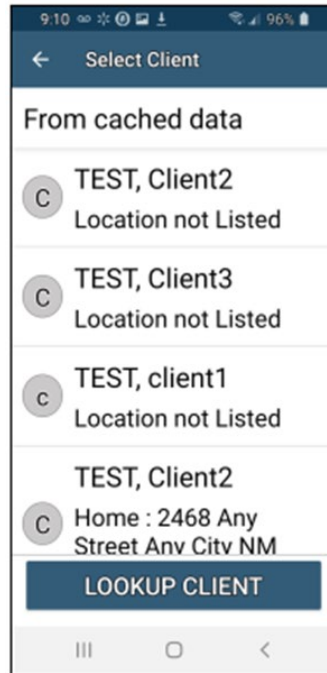 9:10 96%
Select Client
From cached data
C
TEST, Client2
Location not Listed
C
TEST, Client3
Location not Listed
c
TEST, client1
Location not Listed
C
TEST, Client2
Home : 2468 Any
Street Any City NM
LOOKUP CLIENT